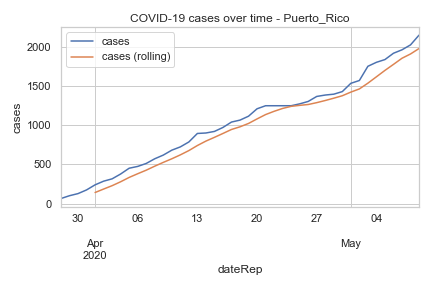 COVID-19 cases over time - Puerto_Rico
cases
cases (rolling)
2000
1500
1000
500
0
cases
30 06 13 20 27 04
Apr May
2020
dateRep